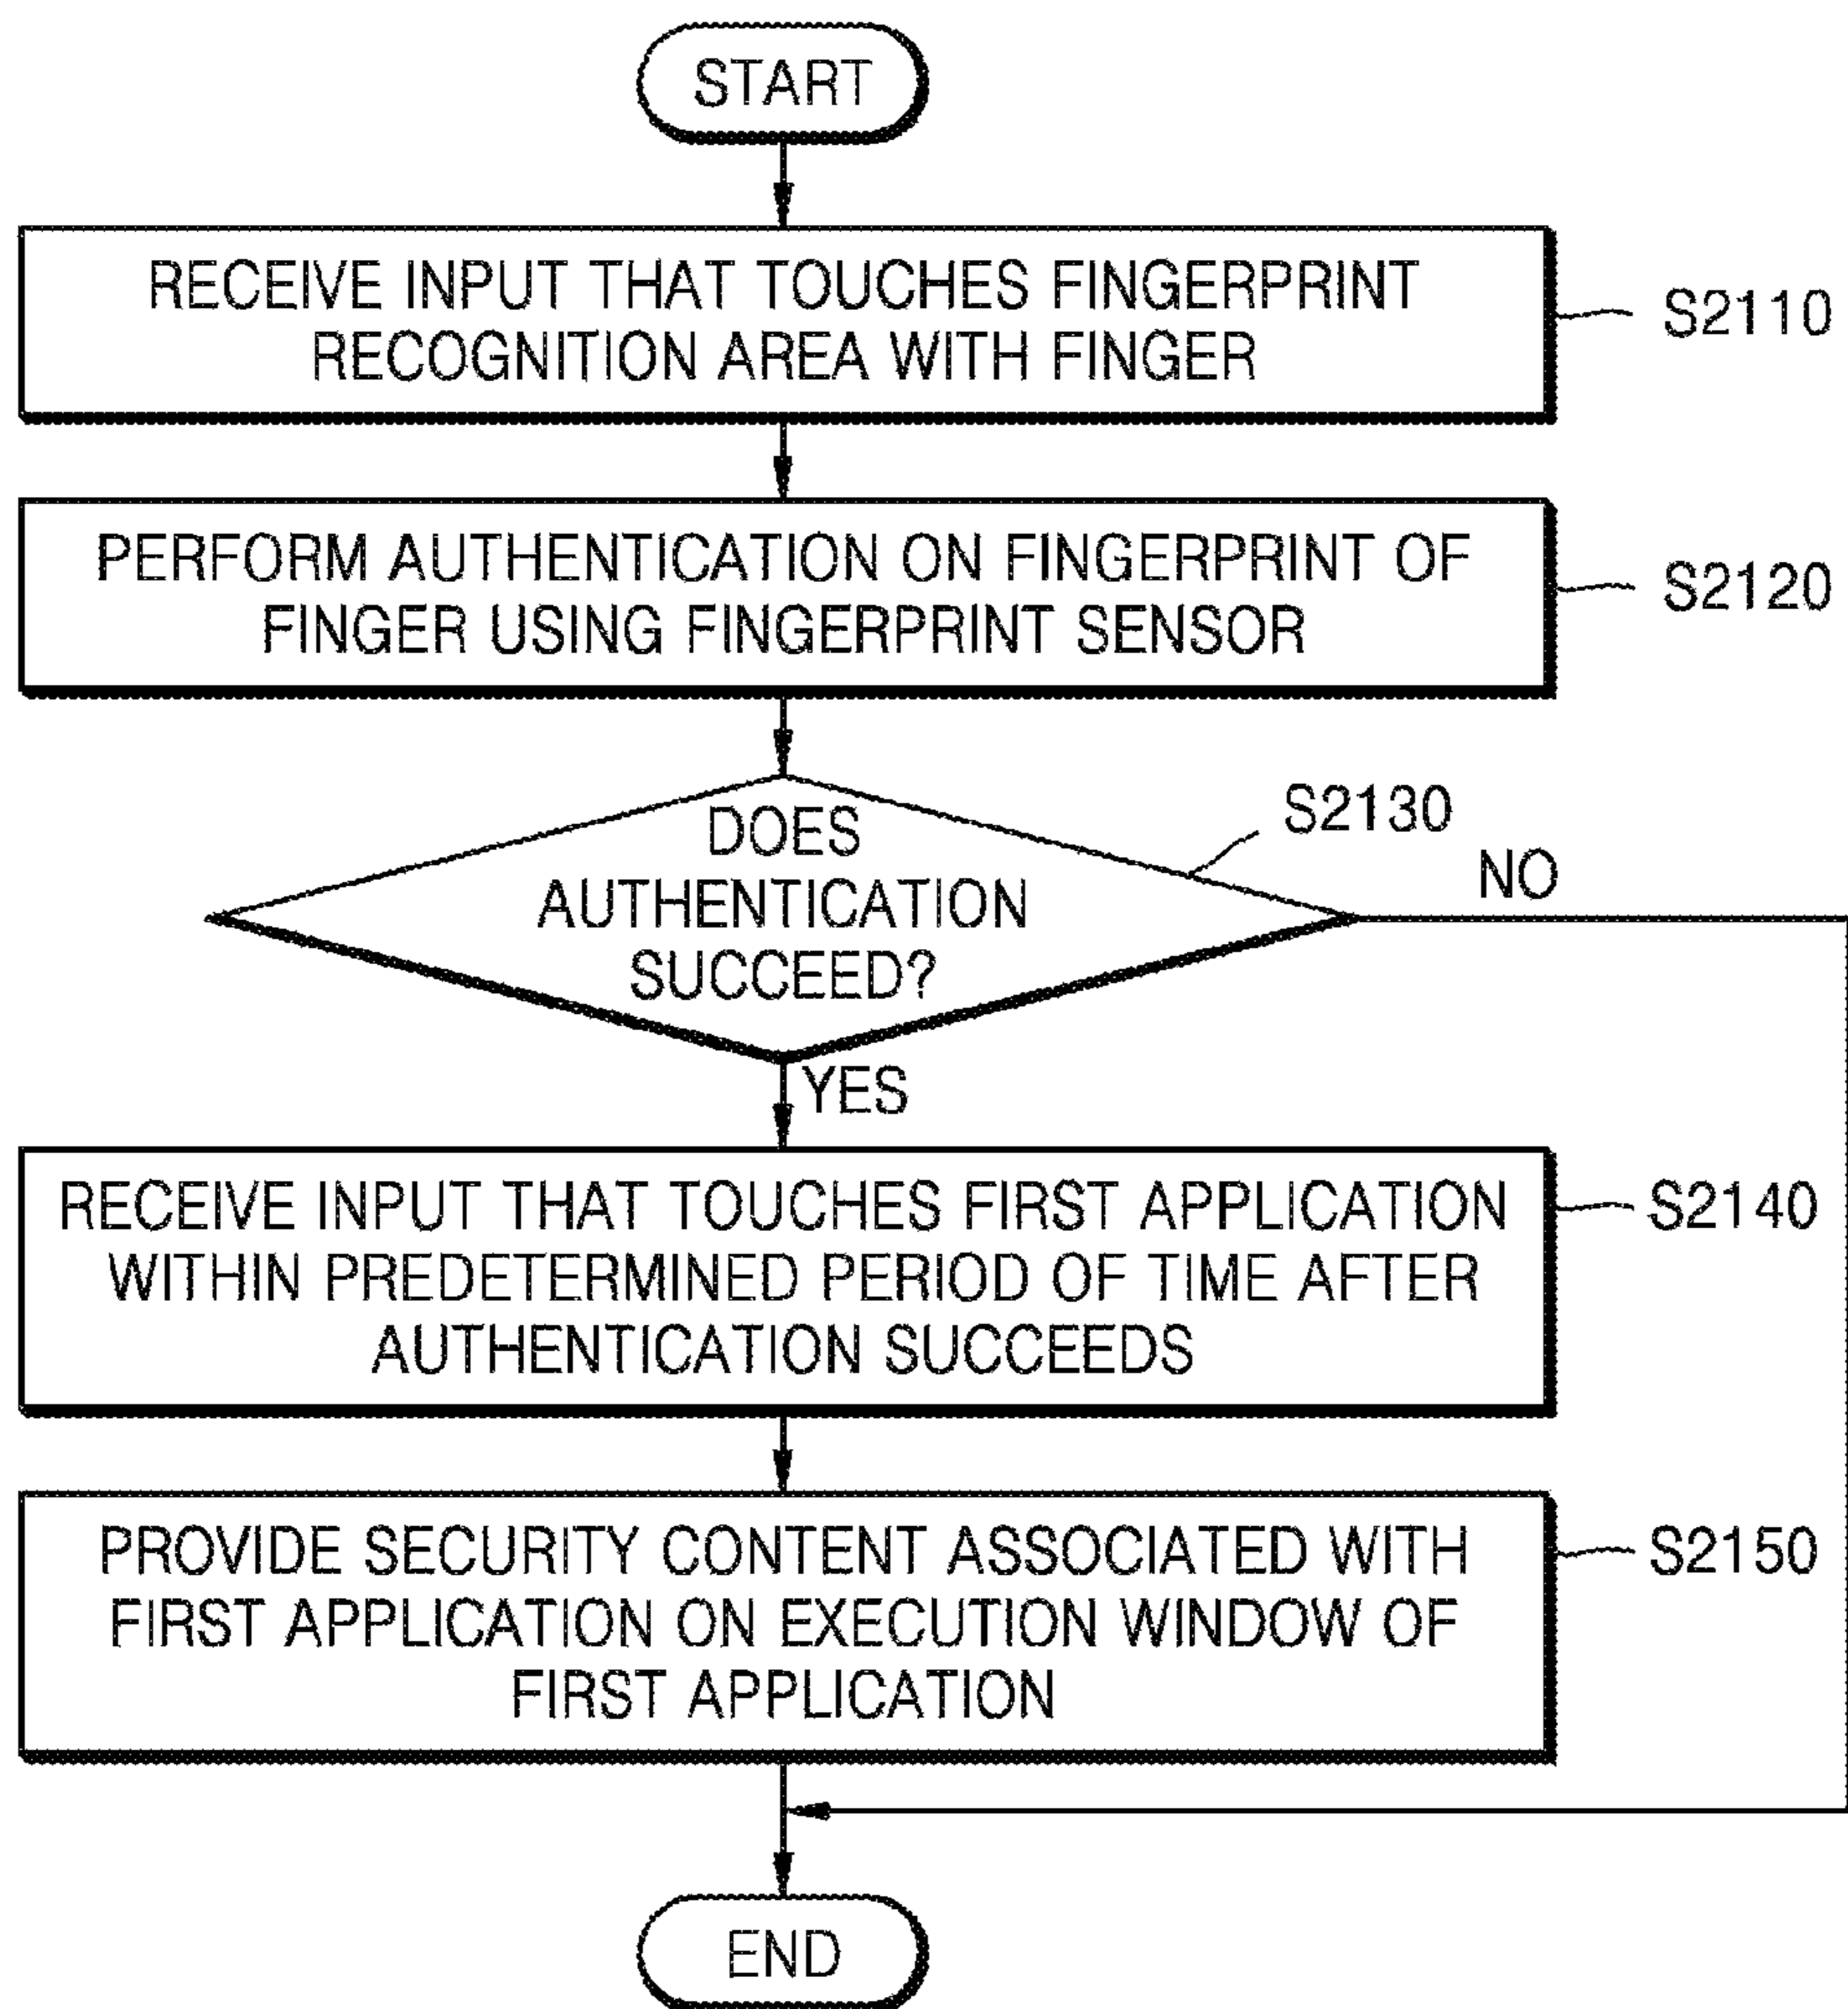 START
RECEIVE INPUT THAT TOUCHES FINGERPRINT
RECOGNITION AREA WITH FINGER
S2110
PERFORM AUTHENTICATION ON FINGERPRINT OF
FINGER USING FINGERPRINT SENSOR
S2120
DOES
AUTHENTICATION
SUCCEED?
S2130
NO
YES
RECEIVE INPUT THAT TOUCHES FIRST APPLICATION
WITHIN PREDETERMINED PERIOD OF TIME AFTER
AUTHENTICATION SUCCEEDS
S2140
PROVIDE SECURITY CONTENT ASSOCIATED WITH
FIRST APPLICATION ON EXECUTION WINDOW OF
FIRST APPLICATION
S2150
END